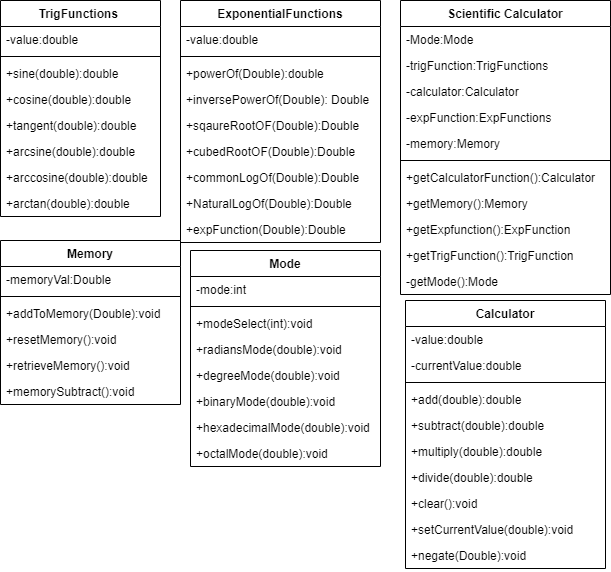 TrigFunctions
-value:double
+sine(double):double
+cosine(double):double
+tangent(double):double
+arcsine(double):double
+arccosine(double):double
+arctan(double):double
ExponentialFunctions
-value:double
+powerOf(Double):double
+inversePowerOf(Double): Double
+sqaureRootOF(Double):Double
+cubedRootOF(Double):Double
+commonLogOf(Double):Double
+NaturalLogOf(Double):Double
+expFunction(Double):Double
Scientific Calculator
-Mode:Mode
-trigFunction:TrigFunctions
-calculator:Calculator
-expFunction:ExpFunctions
-memory:Memory
+getCalculatorFunction():Calculator
+getMemory():Memory
+getExpfunction():ExpFunction
+getTrigFunction():TrigFunction
-getMode():Mode
Memory
-memoryVal:Double
+addToMemory(Double):void
+resetMemory():void
+retrieveMemory():void
+memorySubtract():void
Mode
-mode:int
+modeSelect(int):void
+radiansMode(double):void
+degreeMode(double):void
+binaryMode(double):void
+hexadecimalMode(double):void
+octalMode(double):void
Calculator
-value:double
-currentValue:double
+add(double):double
+subtract(double):double
+multiply(double):double
+divide(double):double
+clear():void
+setCurrentValue(double):void
+negate(Double):void